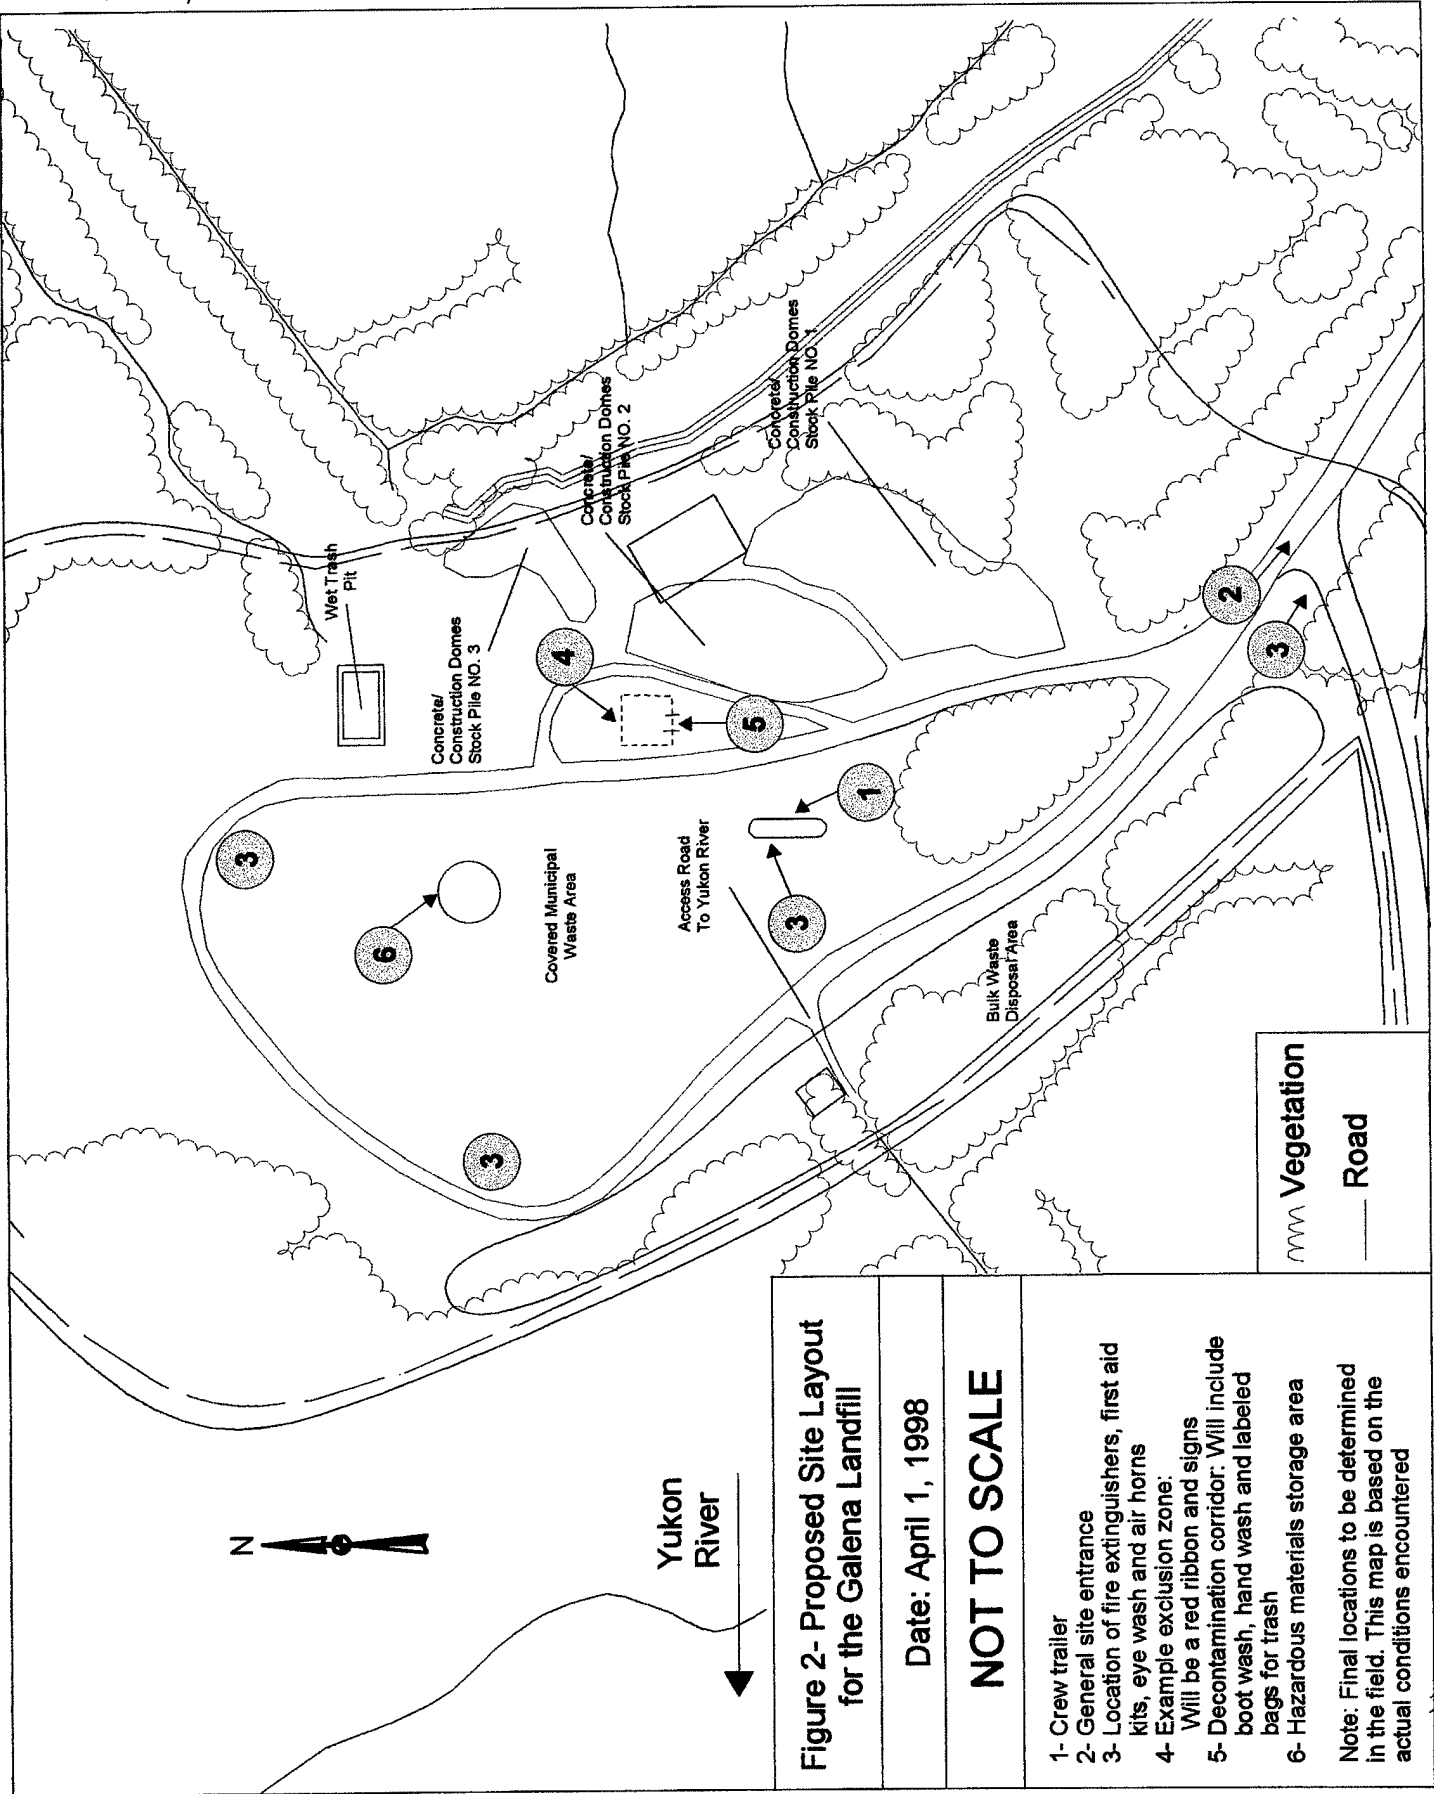 Wet Trash
Pit
Concrete/
Construction Domes
Stock Pile NO. 3
Concrete/
Construction Domes
Stock Pile NO. 2
Concrete/
Construction Domes
Stock Pile NO. 1
4
5
3
6
Covered Municipal
Waste Area
Access Road
To Yukon River
1
3
2
3
3
Bulk Waste
Disposal Area
N
Yukon
River
Vegetation
Road
Figure 2- Proposed Site Layout
for the Galena Landfill
Date: April 1, 1998
NOT TO SCALE
1- Crew trailer
2- General site entrance
3- Location of fire extinguishers, first aid
kits, eye wash and air horns
4- Example exclusion zone:
Will be a red ribbon and signs
5- Decontamination corridor: Will include
boot wash, hand wash and labeled
bags for trash
6- Hazardous materials storage area
Note: Final locations to be determined
in the field. This map is based on the
actual conditions encountered